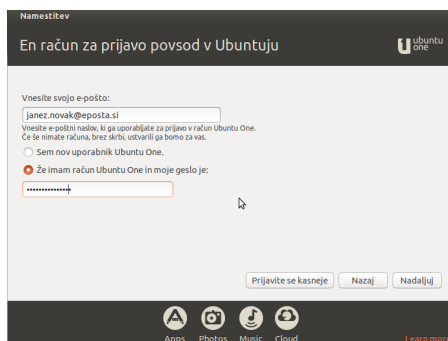 Namestitev
En račun za prijavo povsod v Ubuntuju
ubuntu
one
Vnesite svojo e-pošto:
janez.novak@eposta.si
Vnesite e-poštni naslov, ki ga uporabljate za prijavo v račun Ubuntu One.
Če še nimate računa, brez skrbi, ustvarili ga bomo za vas.
Sem nov uporabnik Ubuntu One.
Že imam račun Ubuntu One in moje geslo je:
Prijavite se kasneje
Nazaj
Nadaljuj
Apps
Photos
Music
Cloud
Learn more